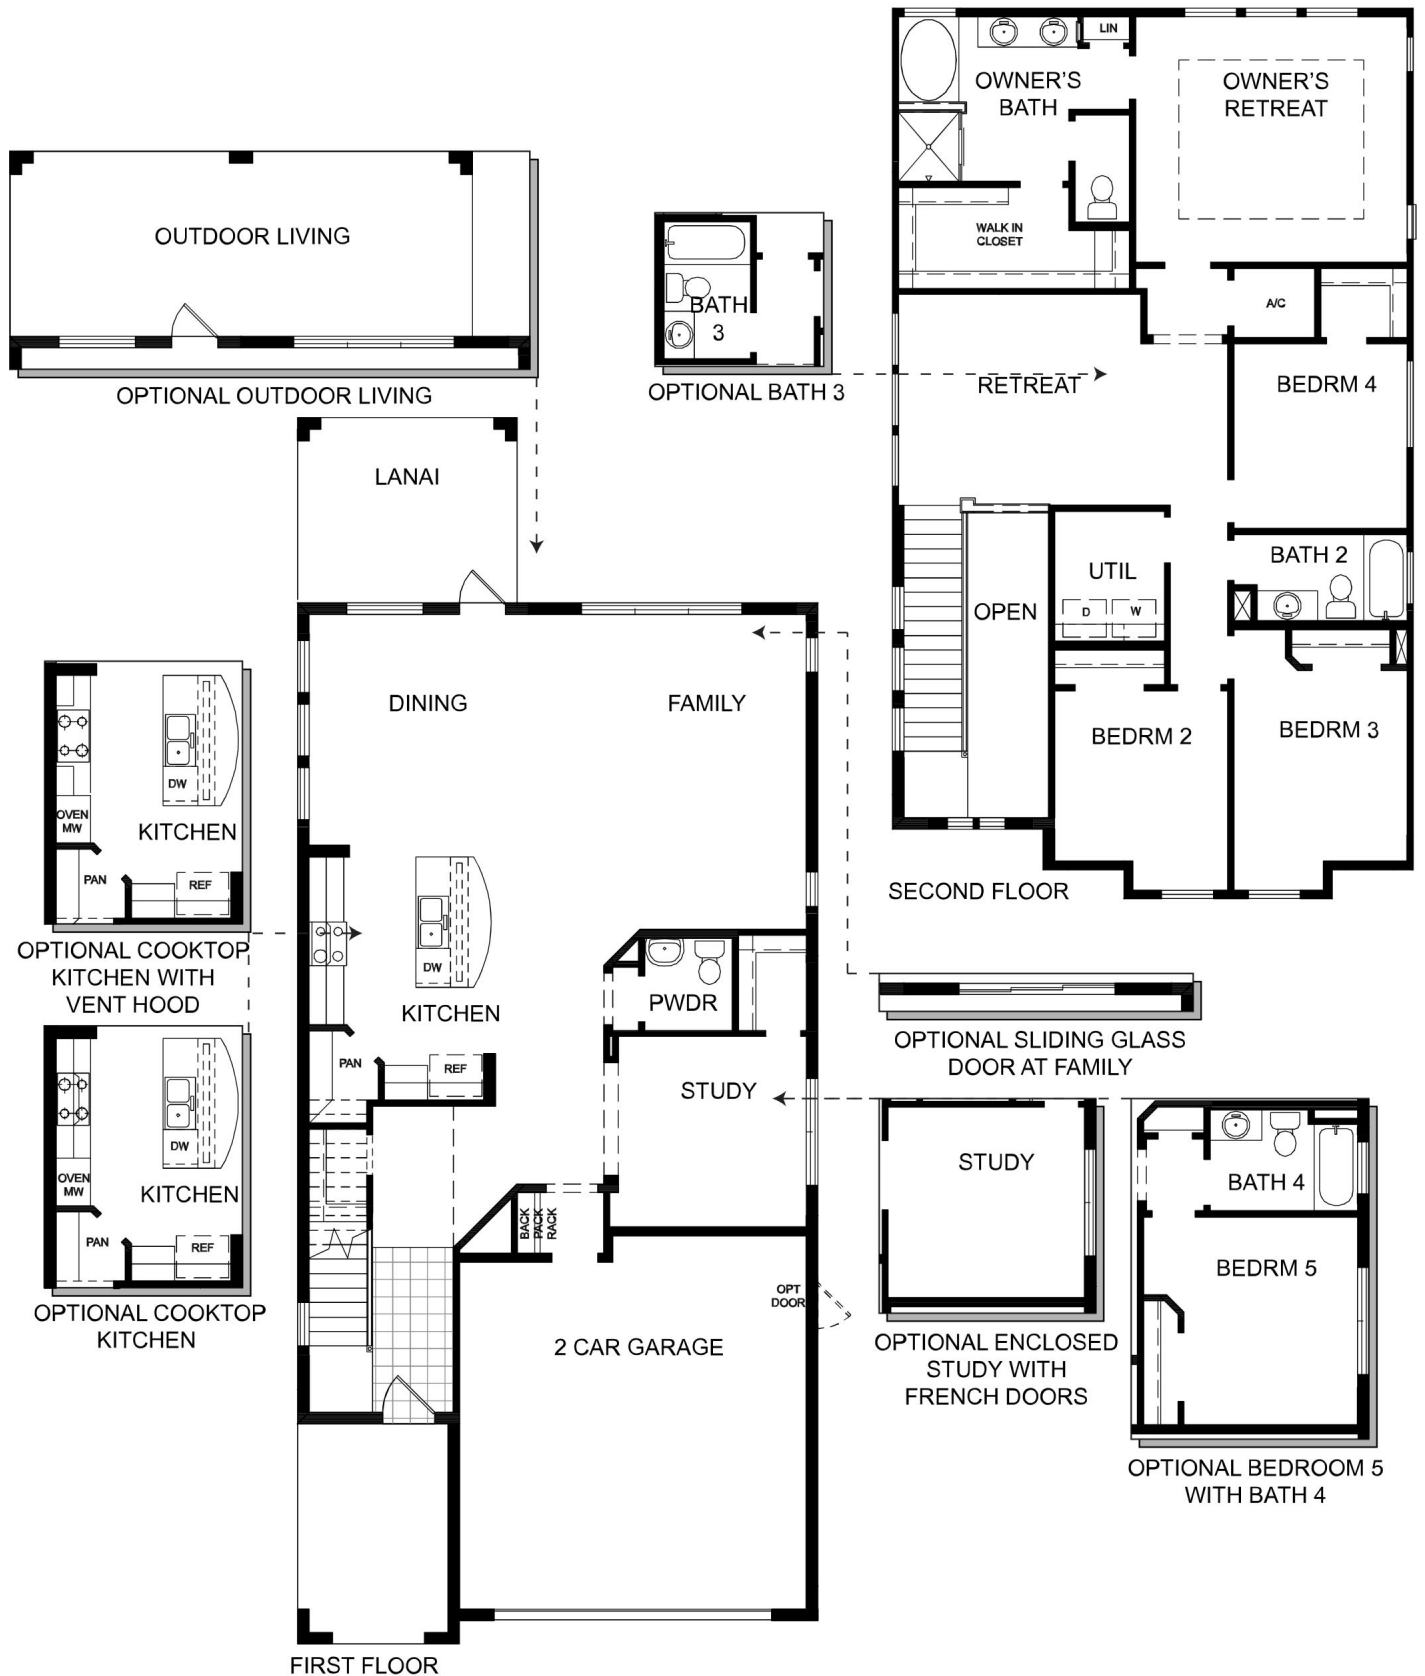 OUTDOOR LIVING
OPTIONAL OUTDOOR LIVING
BATH
3
OPTIONAL BATH 3
LIN
OWNER'S
BATH
OWNER'S
RETREAT
WALK IN
CLOSET
A/C
RETREAT
BEDRM 4
BATH 2
UTIL
D
W
OPEN
BEDRM 2
BEDRM 3
SECOND FLOOR
LANAI
DINING
FAMILY
DW
KITCHEN
PWDR
PAN
REF
STUDY
BACK
PACK
RACK
OPT
DOOR
2 CAR GARAGE
FIRST FLOOR
DW
OVEN
MW
KITCHEN
PAN
REF
OPTIONAL COOKTOP
KITCHEN WITH
VENT HOOD
DW
OVEN
MW
KITCHEN
PAN
REF
OPTIONAL COOKTOP
KITCHEN
OPTIONAL SLIDING GLASS
DOOR AT FAMILY
STUDY
OPTIONAL ENCLOSED
STUDY WITH
FRENCH DOORS
BATH 4
BEDRM 5
OPTIONAL BEDROOM 5
WITH BATH 4